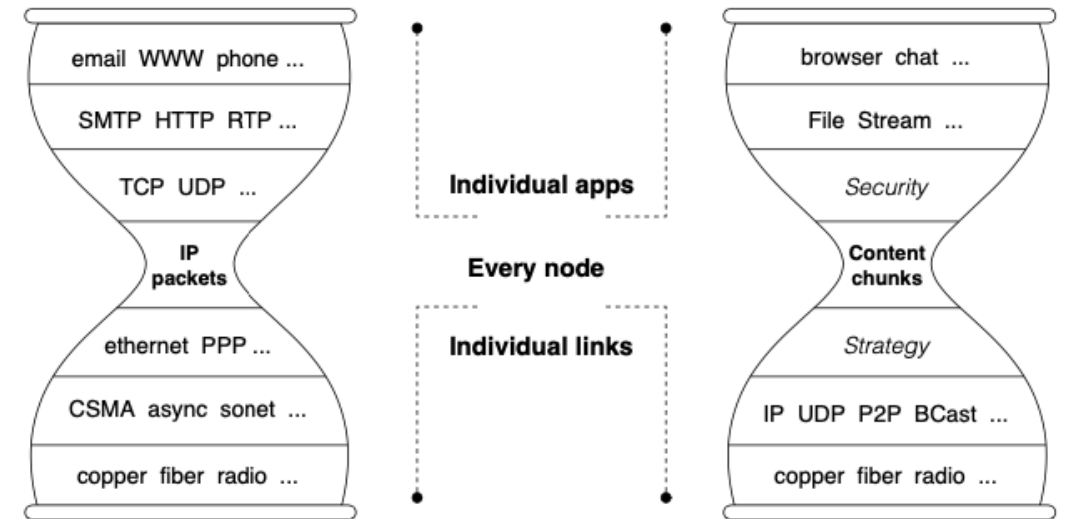 email WWW phone ...
SMTP HTTP RTP ...
TCP UDP ...
IP
packets
ethernet PPP ...
CSMA async sonet ...
copper fiber radio ...
Individual apps
Every node
Individual links
browser chat ...
File Stream ...
Security
Content
chunks
Strategy
IP UDP P2P BCast ...
copper fiber radio ...